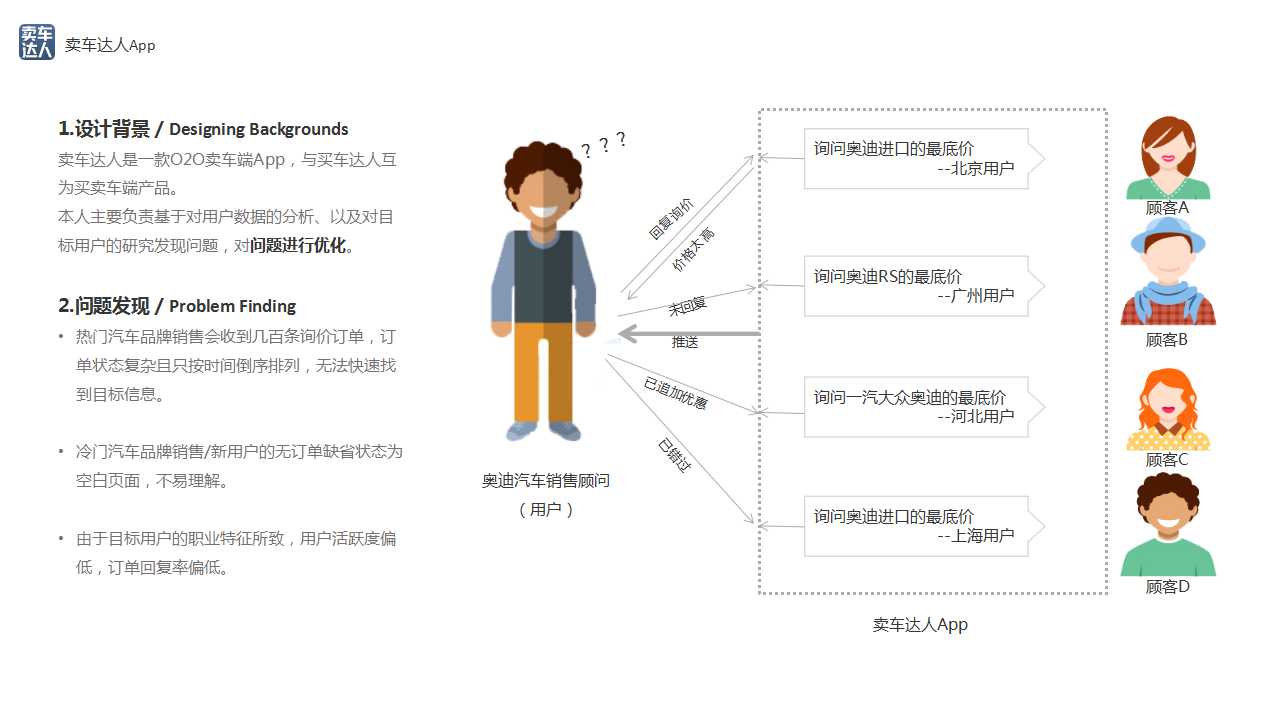 卖车
达人
卖车达人App
1.设计背景 / Designing Backgrounds
卖车达人是一款O2O卖车端App，与买车达人互
为买卖车端产品。
本人主要负责基于对用户数据的分析、以及对目
标用户的研究发现问题，对问题进行优化。
2.问题发现 / Problem Finding
• 热门汽车品牌销售会收到几百条询价订单，订
单状态复杂且只按时间倒序排列，无法快速找
到目标信息。
• 冷门汽车品牌销售/新用户的无订单缺省状态为
空白页面，不易理解。
• 由于目标用户的职业特征所致，用户活跃度偏
低，订单回复率偏低。
？？？
奥迪汽车销售顾问
（用户）
回复询价
价格太高
未回复
推送
已追加优惠
已错过
询问奥迪进口的最底价
--北京用户
询问奥迪RS的最底价
--广州用户
询问一汽大众奥迪的最底价
--河北用户
询问奥迪进口的最底价
--上海用户
卖车达人App
顾客A
顾客B
顾客C
顾客D